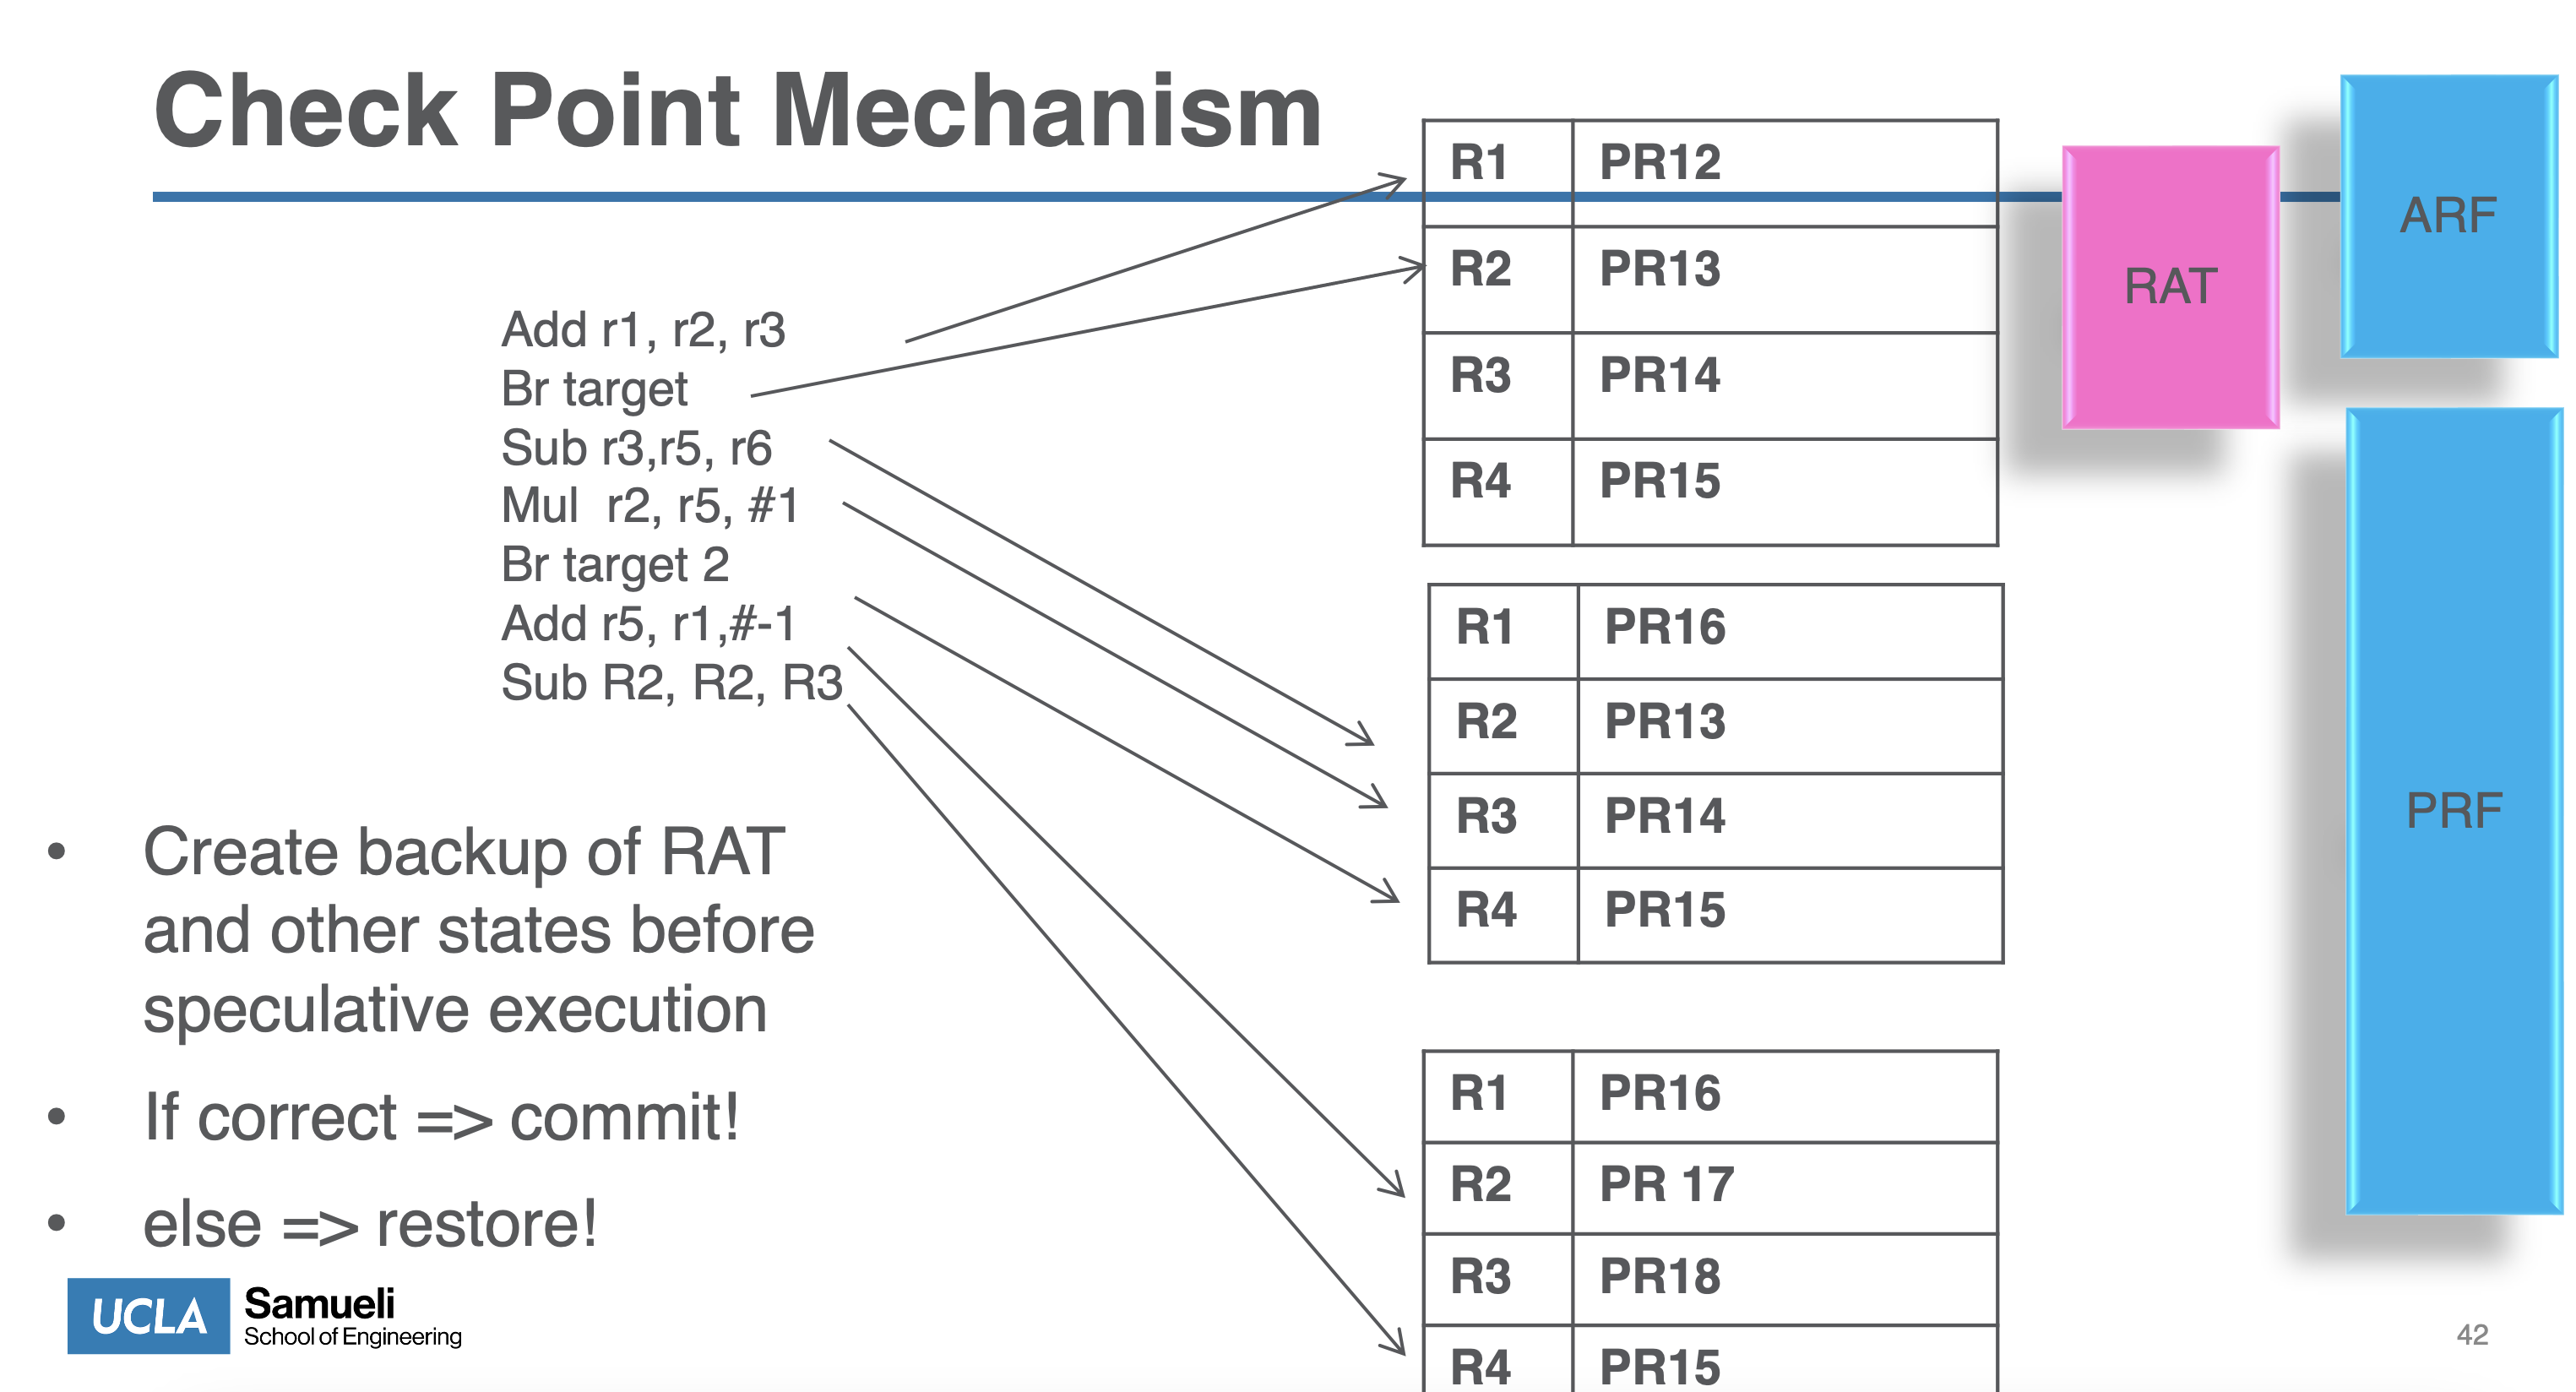 Check Point Mechanism
Add r1, r2, r3
Br target
Sub r3,r5, r6
Mul r2, r5, #1
Br target 2
Add r5, r1,#-1
Sub R2, R2, R3
• Create backup of RAT
and other states before
speculative execution
• If correct => commit!
• else => restore!
R1 PR12
R2 PR13
R3 PR14
R4 PR15
R1 PR16
R2 PR13
R3 PR14
R4 PR15
R1 PR16
R2 PR 17
R3 PR18
R4 PR15
RAT
ARF
PRF
UCLA
Samueli
School of Engineering
42